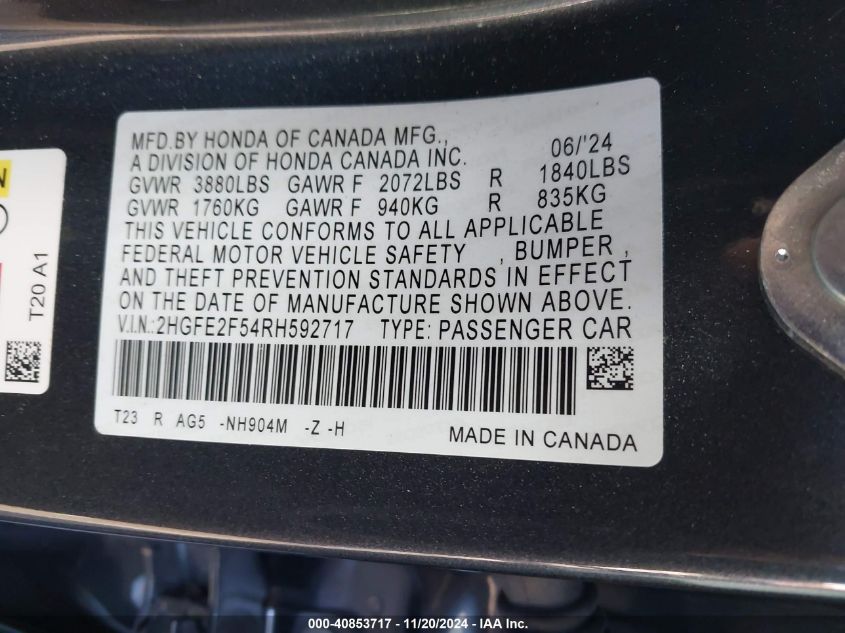 MFD.BY HONDA OF CANADA MFG., 06/'24
A DIVISION OF HONDA CANADA INC.
GVWR 3880LBS GAWR F 2072LBS R 1840LBS
GVWR 1760KG GAWR F 940KG R 835KG
THIS VEHICLE CONFORMS TO ALL APPLICABLE
FEDERAL MOTOR VEHICLE SAFETY , BUMPER ,
AND THEFT PREVENTION STANDARDS IN EFFECT
ON THE DATE OF MANUFACTURE SHOWN ABOVE.
V.I.N.:2HGFE2F54RH592717 TYPE: PASSENGER CAR
T23 R AG5 -NH904M -Z -H
MADE IN CANADA
T20 A1
000-40853717 - 11/20/2024 - IAA Inc.